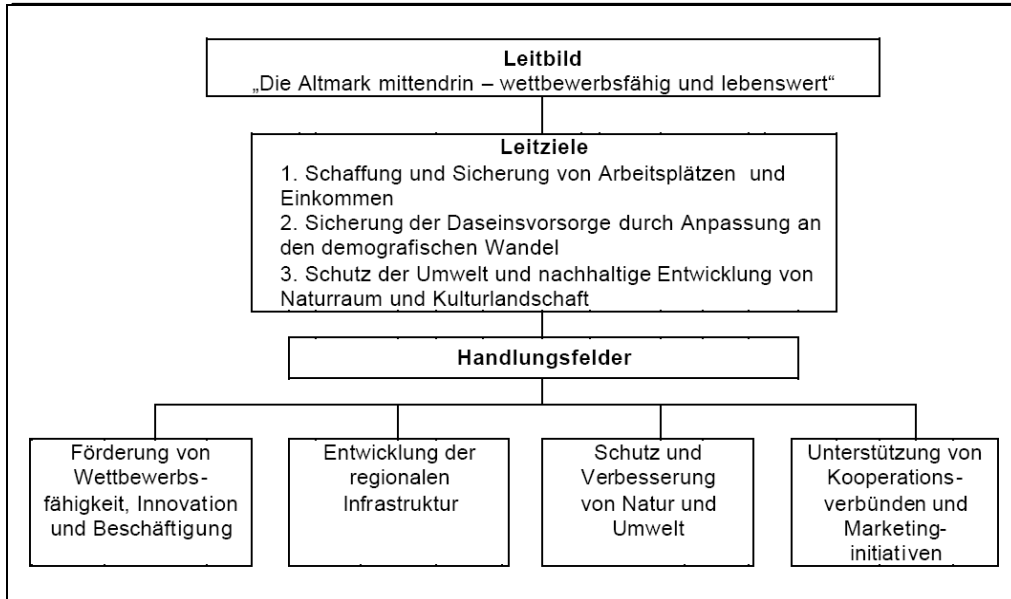 Leitbild
„Die Altmark mittendrin – wettbewerbsfähig und lebenswert“
Leitziele
1. Schaffung und Sicherung von Arbeitsplätzen und
Einkommen
2. Sicherung der Daseinsvorsorge durch Anpassung an
den demografischen Wandel
3. Schutz der Umwelt und nachhaltige Entwicklung von
Naturraum und Kulturlandschaft
Handlungsfelder
Förderung von
Wettbewerbs-
fähigkeit, Innovation
und Beschäftigung
Entwicklung der
regionalen
Infrastruktur
Schutz und
Verbesserung
von Natur und
Umwelt
Unterstützung von
Kooperations-
verbünden und
Marketing-
initiativen